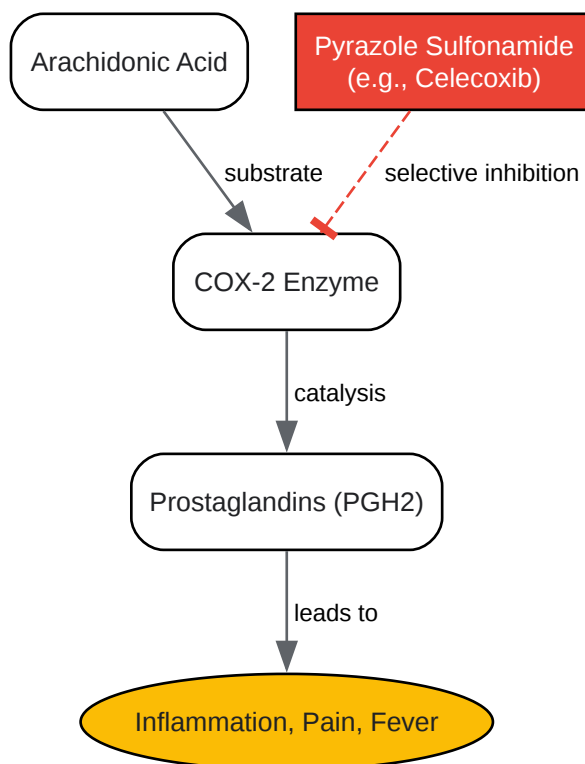 Arachidonic Acid
Pyrazole Sulfonamide
(e.g., Celecoxib)
substrate
selective inhibition
COX-2 Enzyme
catalysis
Prostaglandins (PGH2)
leads to
Inflammation, Pain, Fever